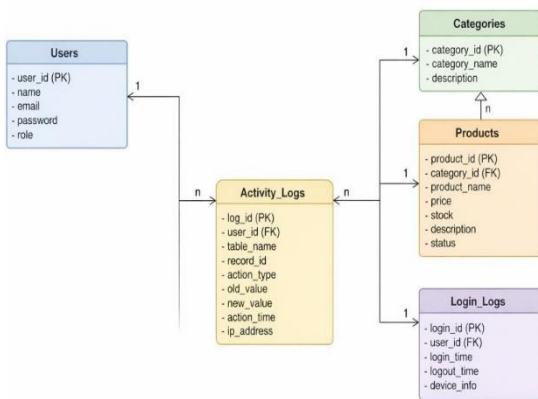 Users
- user_id (PK)
- name
- email
- password
- role
1
n
Activity_Logs
- log_id (PK)
- user_id (FK)
- table_name
- record_id
- action_type
- old_value
- new_value
- action_time
- ip_address
n
1
Categories
- category_id (PK)
- category_name
- description
n
1
Products
- product_id (PK)
- category_id (FK)
- product_name
- price
- stock
- description
- status
1
Login_Logs
- login_id (PK)
- user_id (FK)
- login_time
- logout_time
- device_info